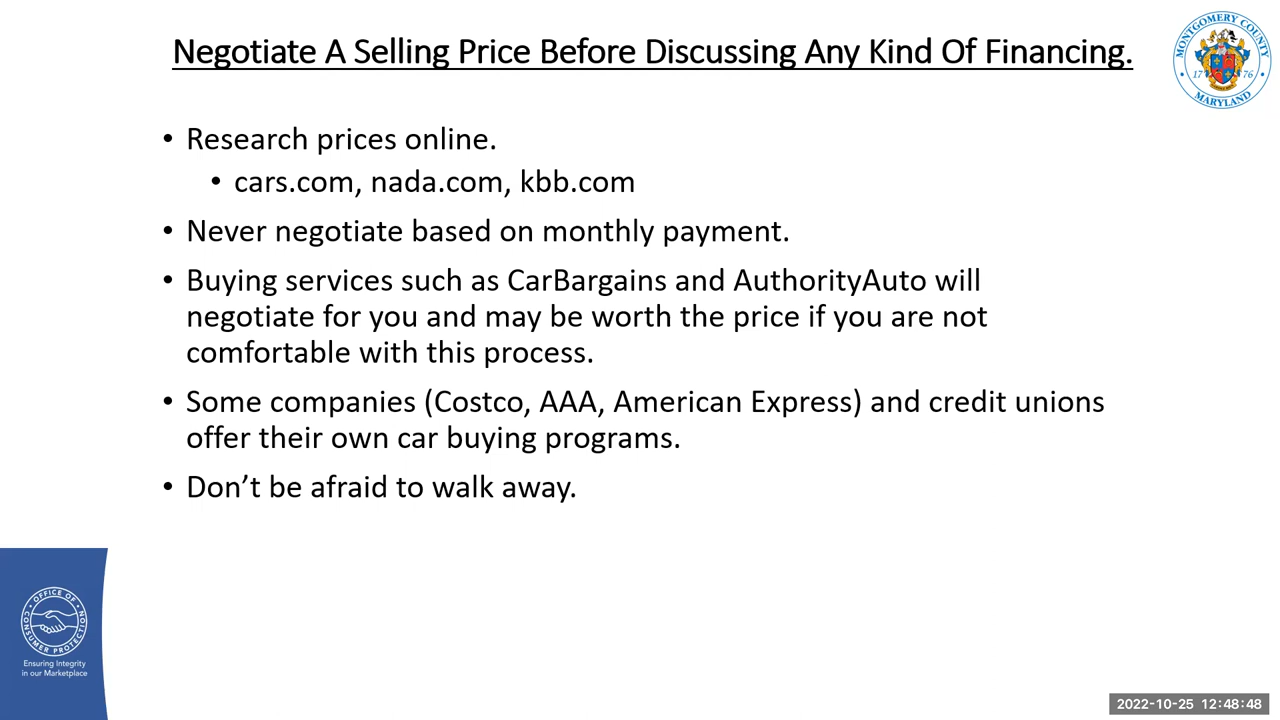 Negotiate A Selling Price Before Discussing Any Kind Of Financing.
MONTGOMERY COUNTY
17 76
MARYLAND
• Research prices online.
• cars.com, nada.com, kbb.com
• Never negotiate based on monthly payment.
• Buying services such as CarBargains and AuthorityAuto will
negotiate for you and may be worth the price if you are not
comfortable with this process.
• Some companies (Costco, AAA, American Express) and credit unions
offer their own car buying programs.
• Don’t be afraid to walk away.
OFFICE OF
CONSUMER PROTECTION
Ensuring Integrity
in our Marketplace
2022-10-25 12:48:48